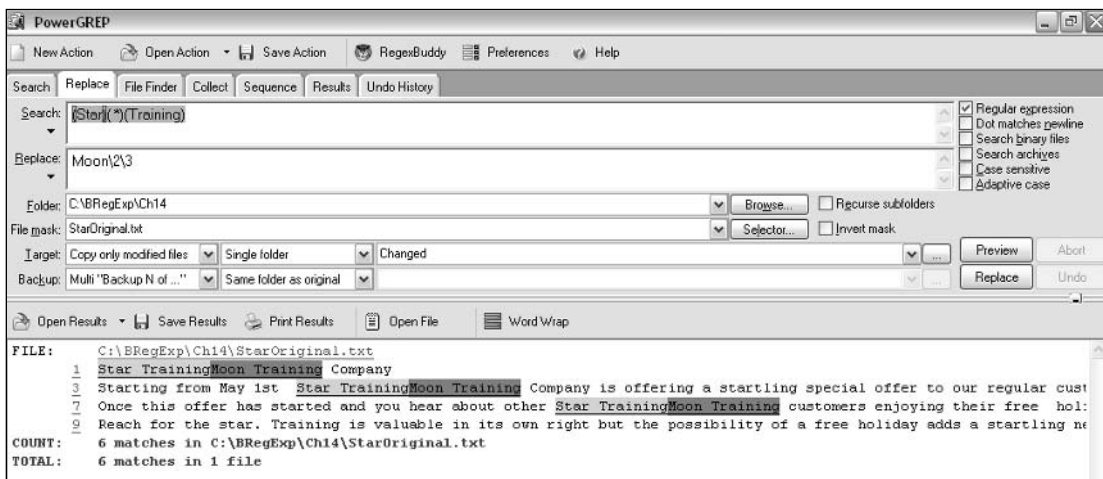 PowerGREP
New Action Open Action Save Action RegexBuddy Preferences Help
Search Replace File Finder Collect Sequence Results Undo History
Search: (Star)( *)(Training)
Regular expression
Dot matches newline
Search binary files
Replace: Moon\2\3
Search archives
Case sensitive
Adaptive case
Folder: C:\BRegExp\Ch14 Browse... Recurse subfolders
File mask: StarOriginal.txt Selector... Invert mask
Target: Copy only modified files Single folder Changed ... Preview Abort
Backup: Multi "Backup N of ..." Same folder as original ... Replace Undo
Open Results Save Results Print Results Open File Word Wrap
FILE: C:\BRegExp\Ch14\StarOriginal.txt
1 Star TrainingMoon Training Company
3 Starting from May 1st Star TrainingMoon Training Company is offering a startling special offer to our regular cust
7 Once this offer has started and you hear about other Star TrainingMoon Training customers enjoying their free hol
9 Reach for the star. Training is valuable in its own right but the possibility of a free holiday adds a startling ne
COUNT: 6 matches in C:\BRegExp\Ch14\StarOriginal.txt
TOTAL: 6 matches in 1 file